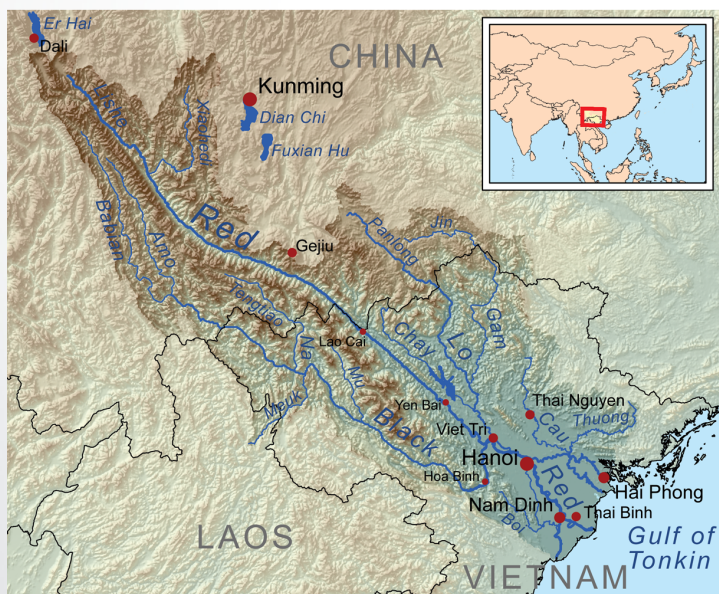 Er Hai
Dali
CHINA
Kunming
Dian Chi
Fuxian Hu
Lishe
Xiaohedi
Red
Babian
Amo
Gejiu
Panlong
Jin
Tengtiao
Lao Cai
Chay
Lo
Gam
Na
Mu
Meuk
Black
Yen Bai
Thai Nguyen
Cau
Thuong
Viet Tri
Hanoi
Hoa Binh
Red
Hai Phong
Nam Dinh
Thai Binh
Boi
LAOS
Gulf of
Tonkin
VIETNAM